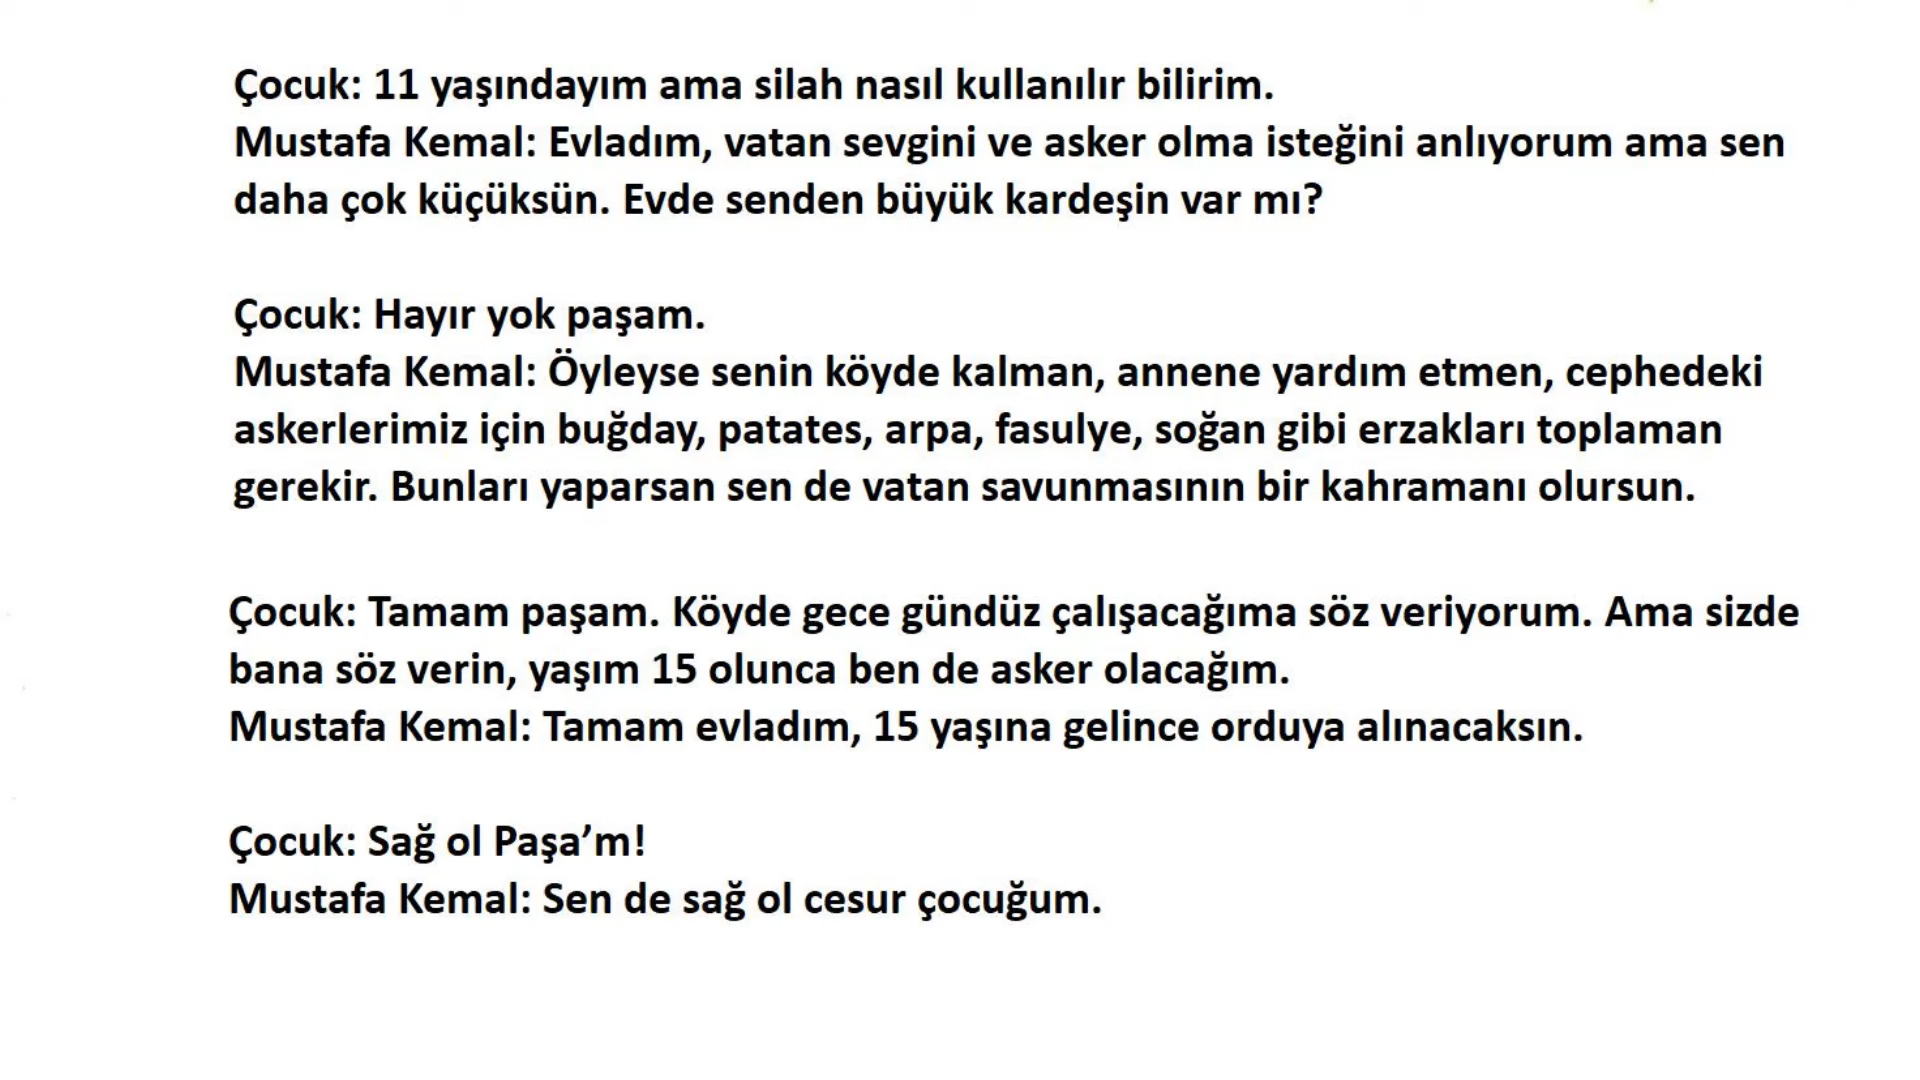 Çocuk: 11 yaşındayım ama silah nasıl kullanılır bilirim.
Mustafa Kemal: Evladım, vatan sevgini ve asker olma isteğini anlıyorum ama sen
daha çok küçüksün. Evde senden büyük kardeşin var mı?
Çocuk: Hayır yok paşam.
Mustafa Kemal: Öyleyse senin köyde kalman, annene yardım etmen, cephedeki
askerlerimiz için buğday, patates, arpa, fasulye, soğan gibi erzakları toplaman
gerekir. Bunları yaparsan sen de vatan savunmasının bir kahramanı olursun.
Çocuk: Tamam paşam. Köyde gece gündüz çalışacağıma söz veriyorum. Ama sizde
bana söz verin, yaşım 15 olunca ben de asker olacağım.
Mustafa Kemal: Tamam evladım, 15 yaşına gelince orduya alınacaksın.
Çocuk: Sağ ol Paşa’m!
Mustafa Kemal: Sen de sağ ol cesur çocuğum.